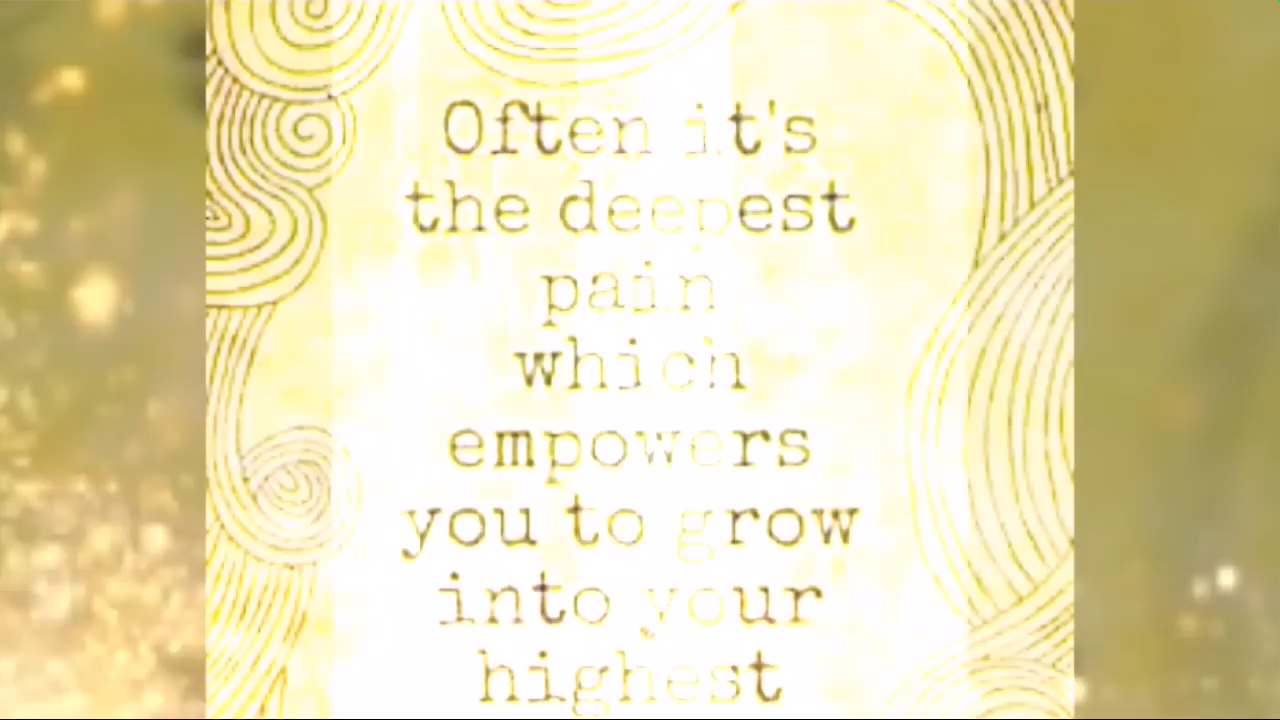 Often it's
the deepest
pain
which
empowers
you to grow
into your
highest